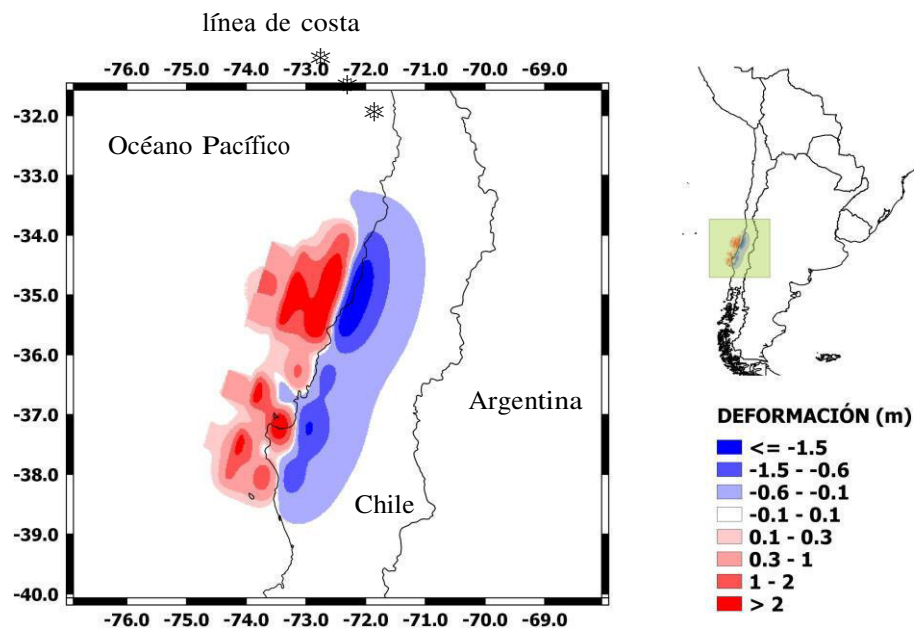 línea de costa
-76.0 -75.0 -74.0 -73.0 -72.0 -71.0 -70.0 -69.0
-32.0
Océano Pacífico
-33.0
-34.0
-35.0
-36.0
-37.0
Argentina
-38.0
Chile
-39.0
-40.0
-76.0 -75.0 -74.0 -73.0 -72.0 -71.0 -70.0 -69.0
DEFORMACIÓN (m)
<= -1.5
-1.5 - -0.6
-0.6 - -0.1
-0.1 - 0.1
0.1 - 0.3
0.3 - 1
1 - 2
> 2